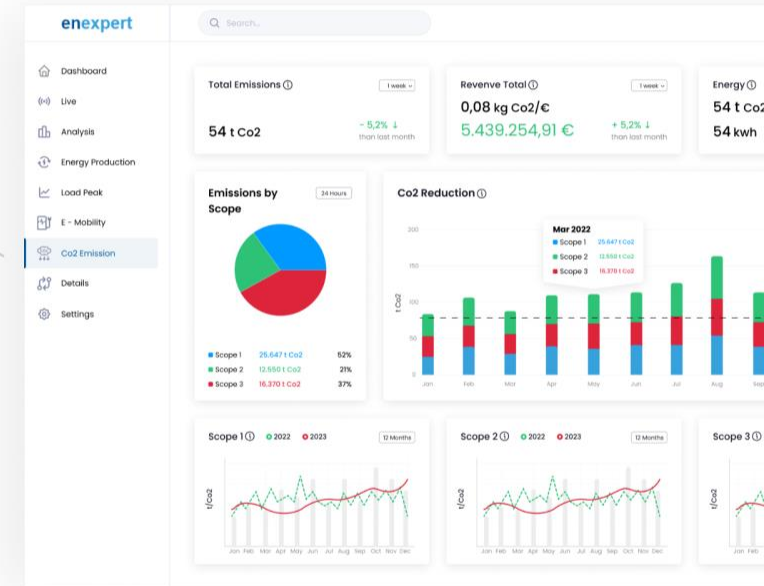 enexpert
Search...
Dashboard
Live
Analysis
Energy Production
Load Peak
E - Mobility
Co2 Emission
Details
Settings
Total Emissions
1 week
54 t Co2
- 5,2% ↓
than last month
Revenve Total
1 week
0,08 kg Co2/€
5.439.254,91 €
+ 5,2% ↓
than last month
Energy
54 t Co2
54 kwh
Emissions by
Scope
24 Hours
Scope 1 25.647 t Co2 52%
Scope 2 12.550 t Co2 21%
Scope 3 16.370 t Co2 37%
Co2 Reduction
t Co2
200
150
100
50
0
Mar 2022
Scope 1 25.647 t Co2
Scope 2 12.550 t Co2
Scope 3 16.370 t Co2
Jan Feb Mar Apr May Jun Jul Aug Sep
Scope 1 2022 2023 12 Months
t/Co2
Jan Feb Mar Apr May Jun Jul Aug Sep Oct Nov Dec
Scope 2 2022 2023 12 Months
t/Co2
Jan Feb Mar Apr May Jun Jul Aug Sep Oct Nov Dec
Scope 3
t/Co2
Jan Feb